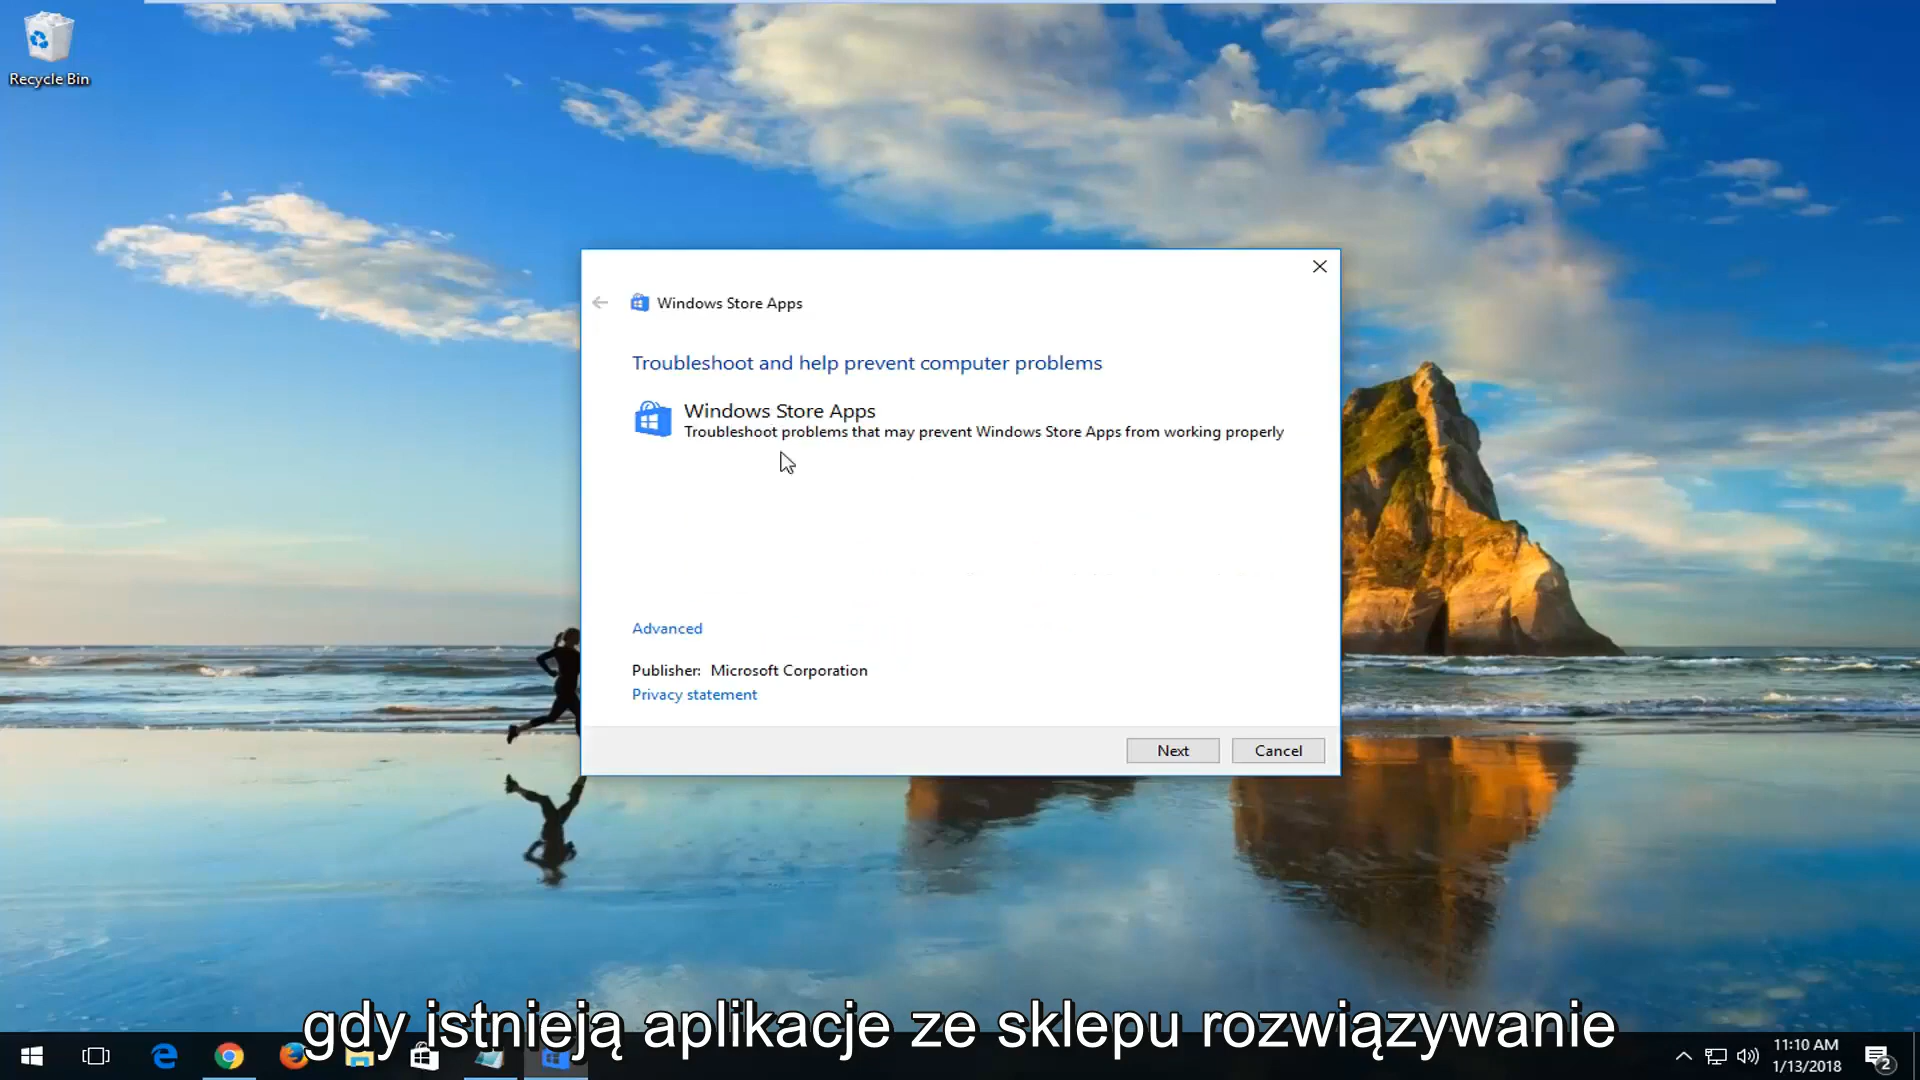 Recycle Bin
Windows Store Apps
Troubleshoot and help prevent computer problems
Windows Store Apps
Troubleshoot problems that may prevent Windows Store Apps from working properly
Advanced
Publisher: Microsoft Corporation
Privacy statement
Next
Cancel
gdy istnieją aplikacje ze sklepu rozwiązywanie
11:10 AM
1/13/2018
2